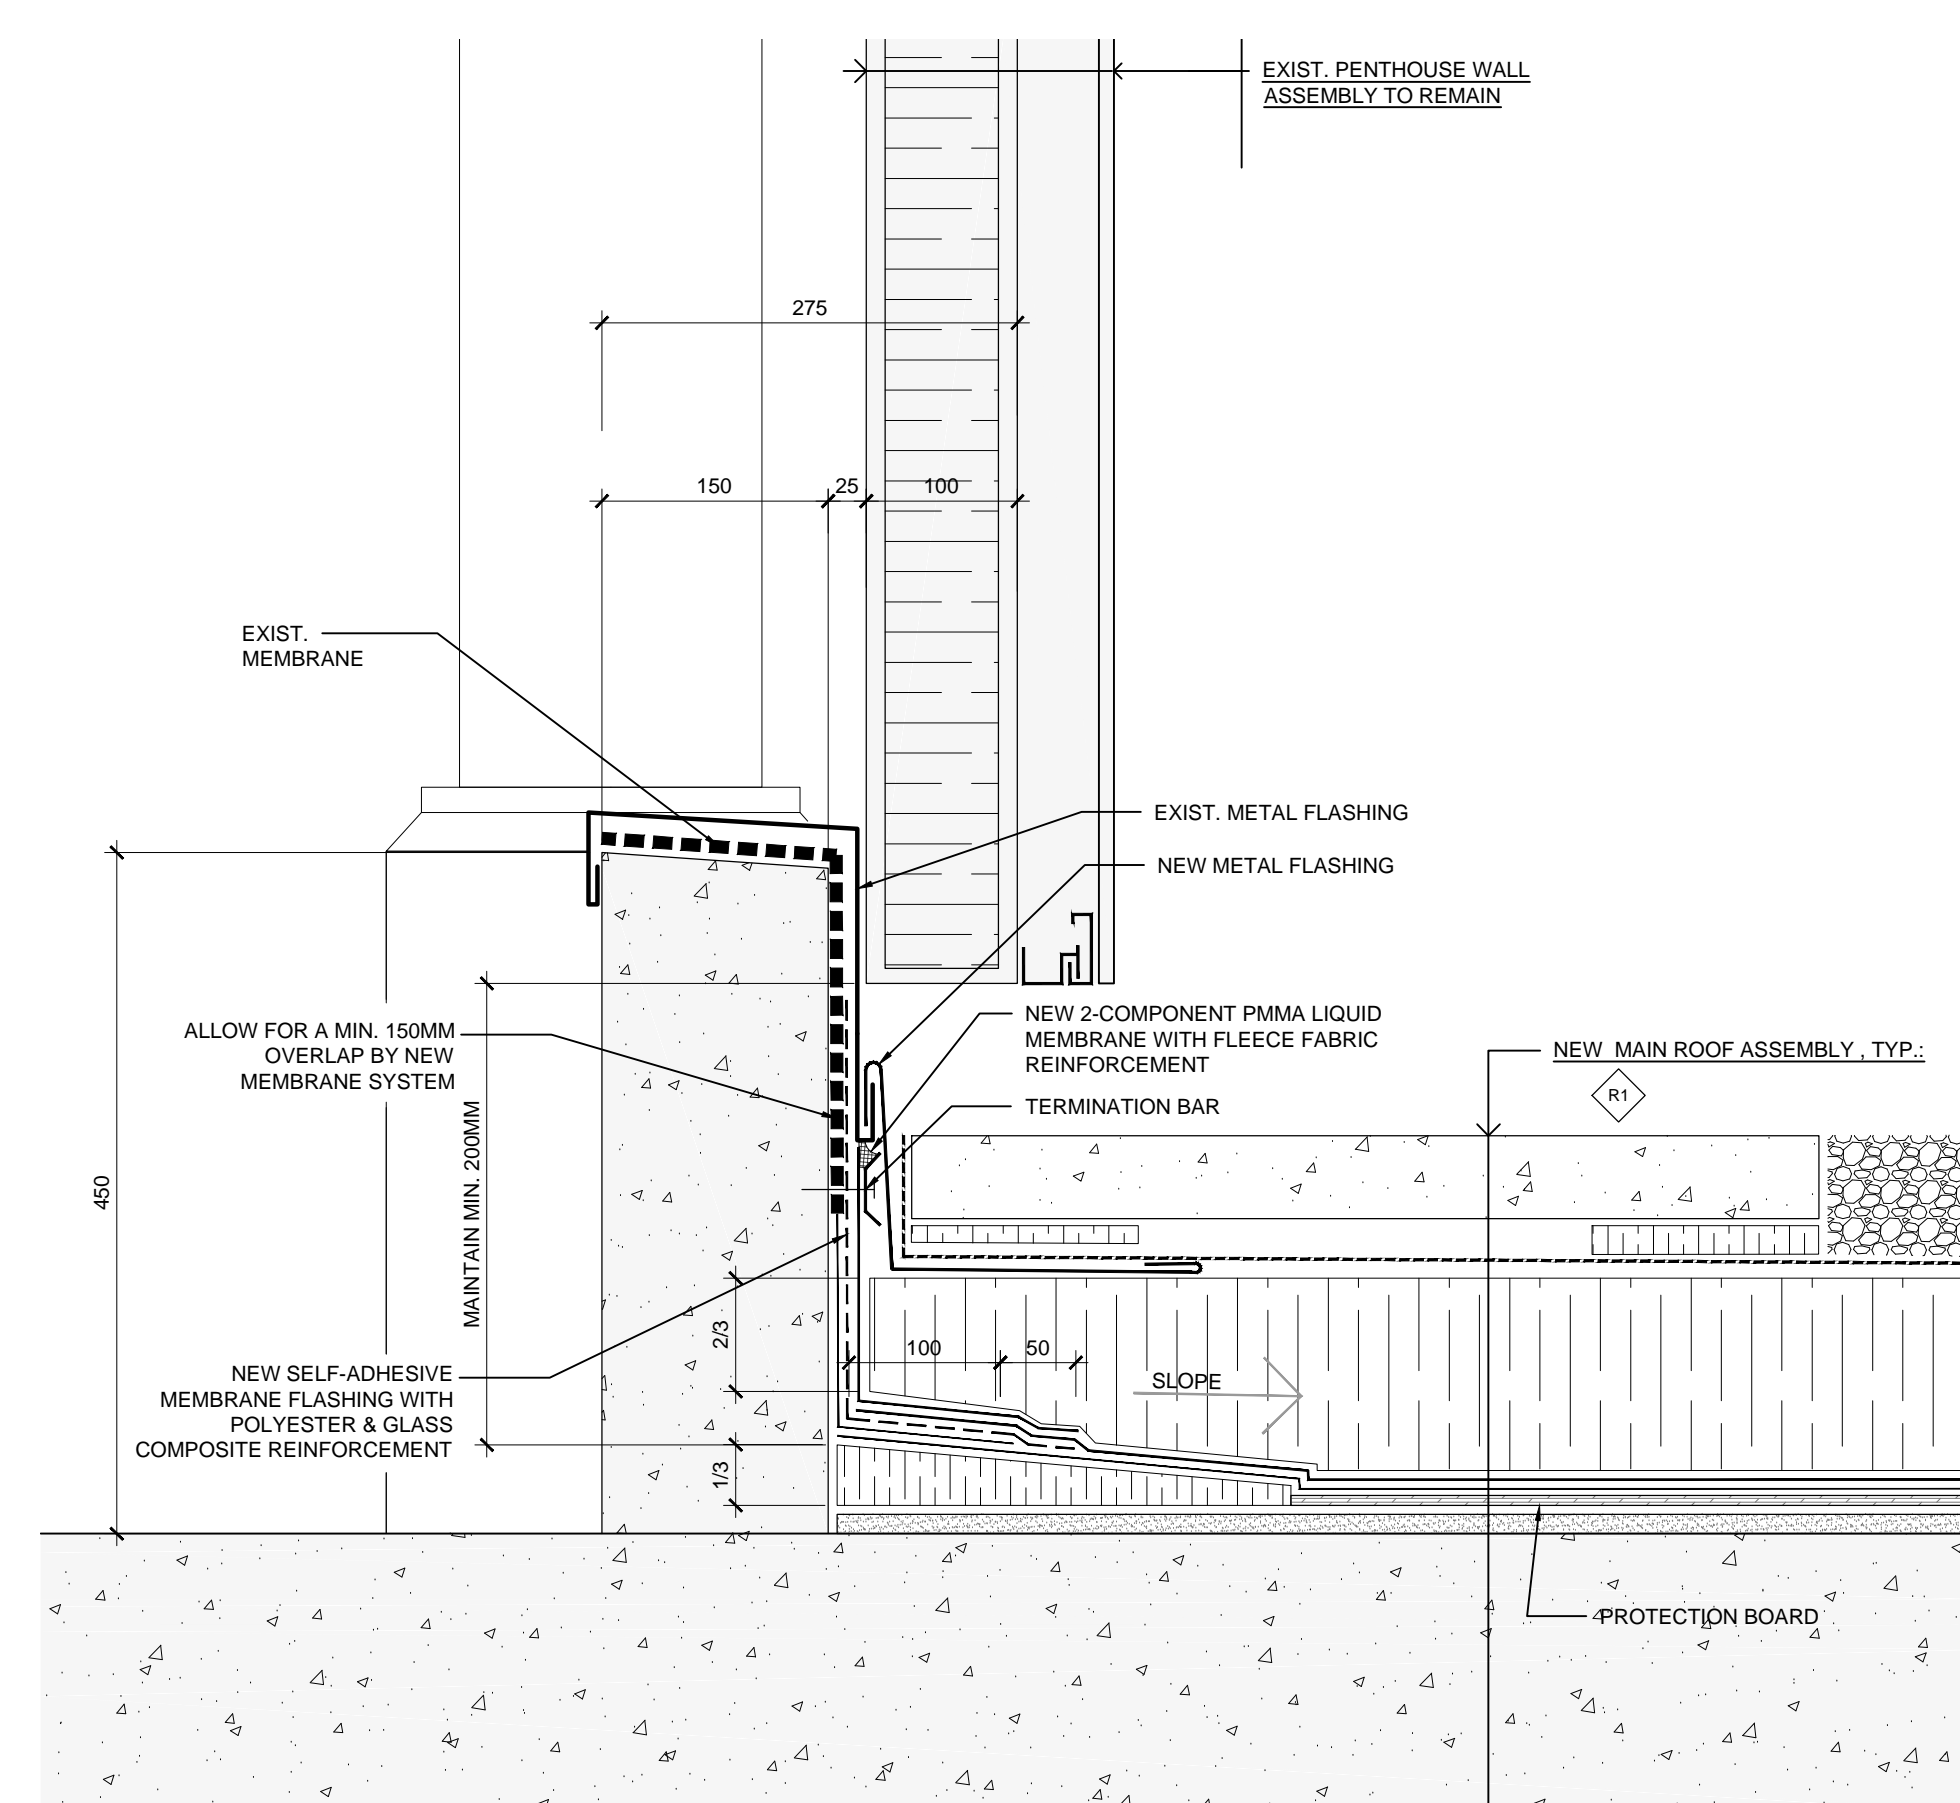 EXIST. PENTHOUSE WALL
ASSEMBLY TO REMAIN
275
150
25
100
EXIST.
MEMBRANE
EXIST. METAL FLASHING
NEW METAL FLASHING
NEW 2-COMPONENT PMMA LIQUID
MEMBRANE WITH FLEECE FABRIC
REINFORCEMENT
ALLOW FOR A MIN. 150MM
OVERLAP BY NEW
MEMBRANE SYSTEM
NEW MAIN ROOF ASSEMBLY , TYP.:
R1
TERMINATION BAR
MAINTAIN MIN. 200MM
450
2/3
100
50
SLOPE
NEW SELF-ADHESIVE
MEMBRANE FLASHING WITH
POLYESTER & GLASS
COMPOSITE REINFORCEMENT
1/3
PROTECTION BOARD